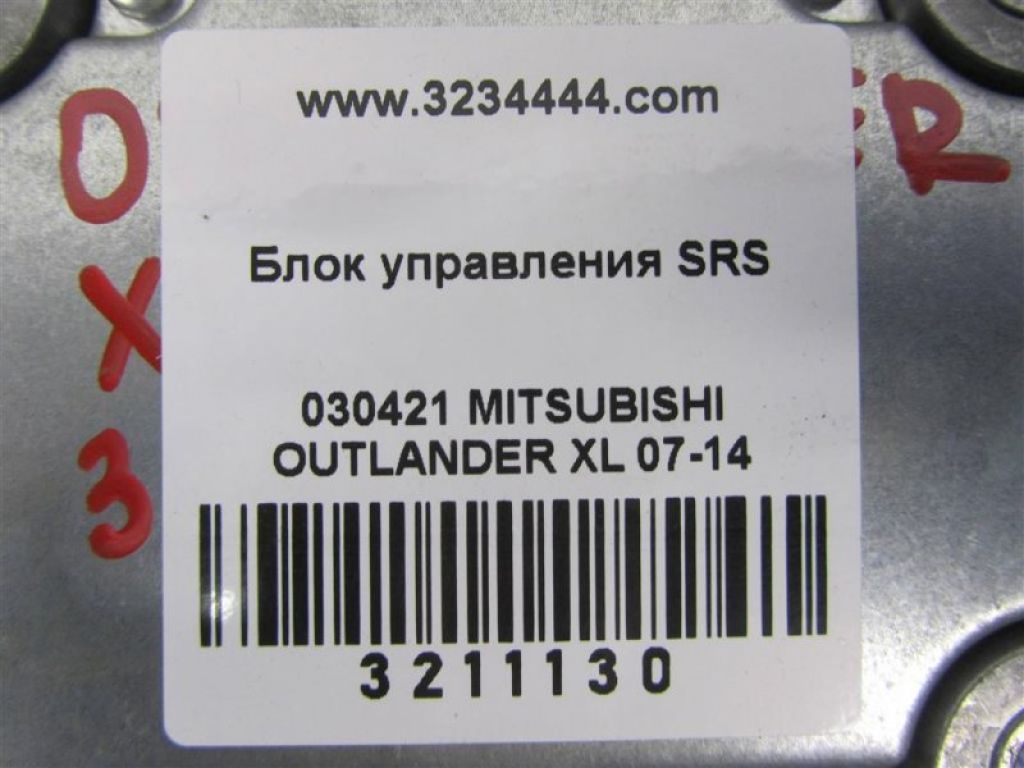 www.3234444.com
Блок управления SRS
030421 MITSUBISHI
OUTLANDER XL 07-14
3211130